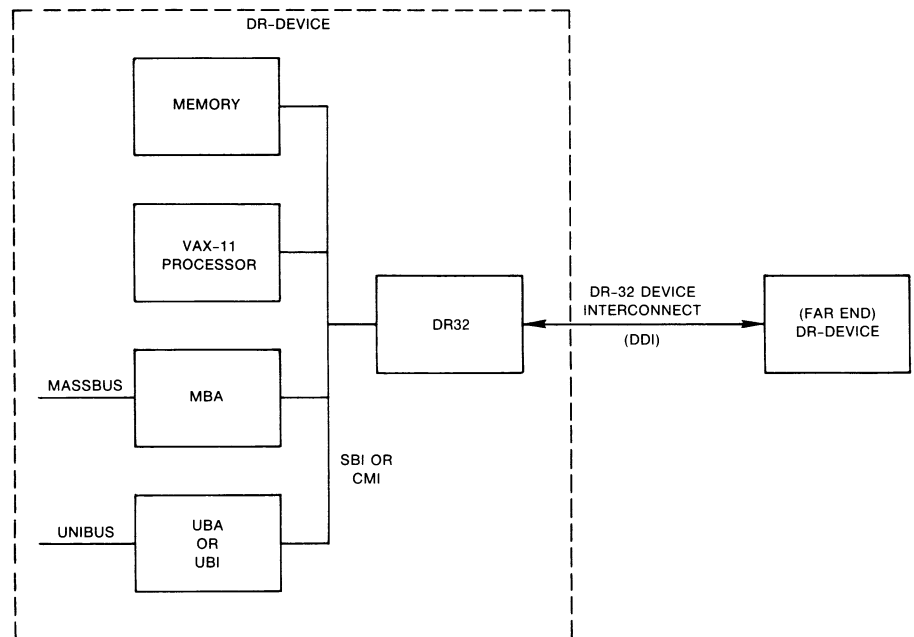 DR-DEVICE
MEMORY
VAX-11
PROCESSOR
DR32
DR-32 DEVICE
INTERCONNECT
(DDI)
(FAR END)
DR-DEVICE
MASSBUS
MBA
SBI OR
CMI
UNIBUS
UBA
OR
UBI